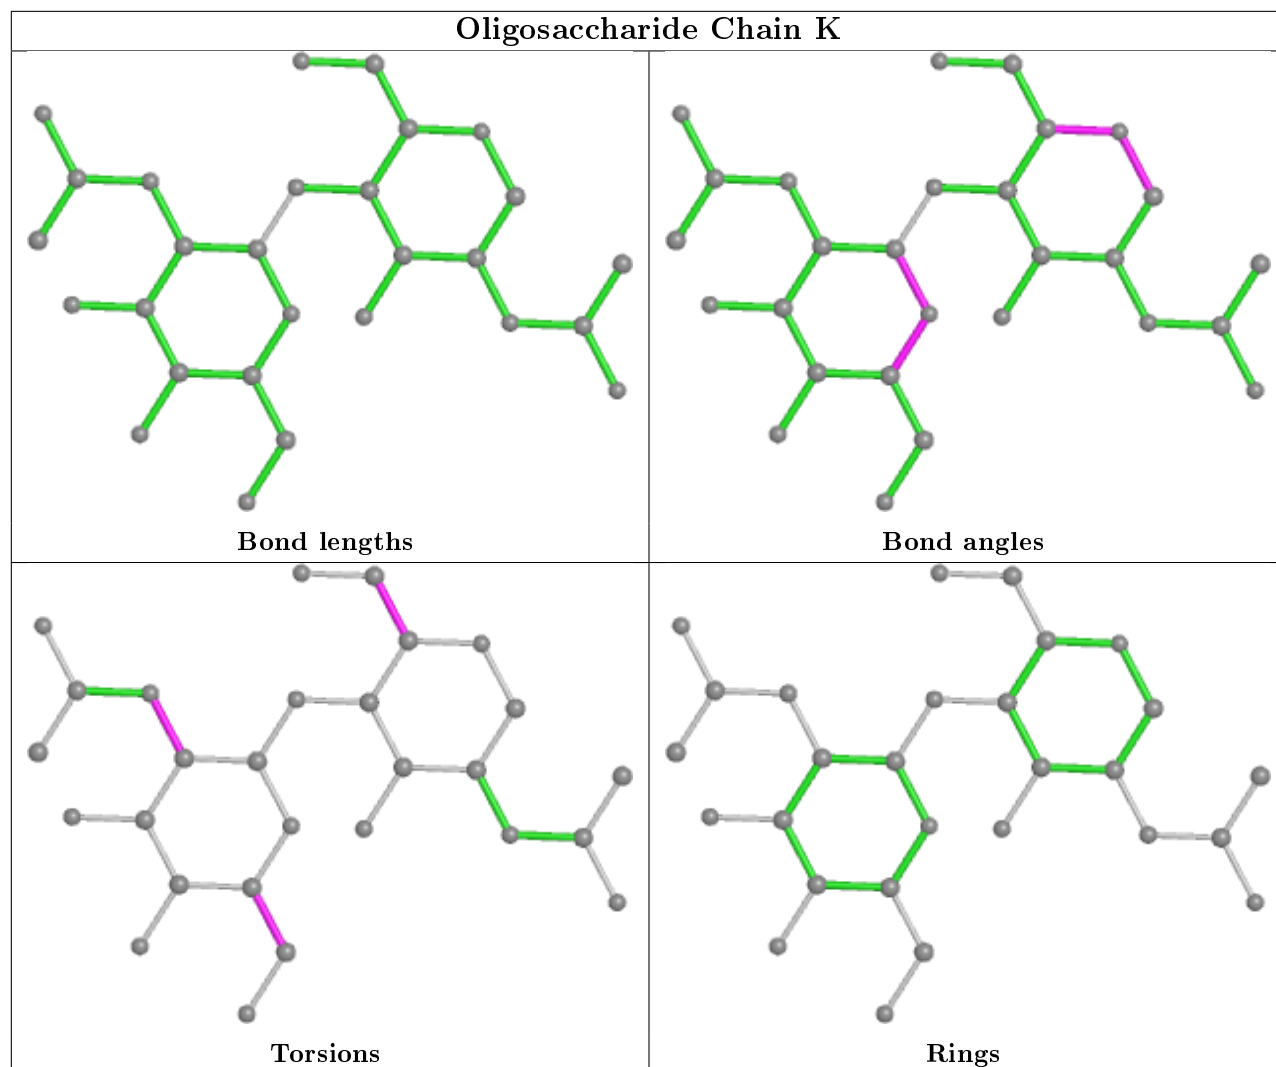 Oligosaccharide Chain K
Bond lengths
Bond angles
Torsions
Rings